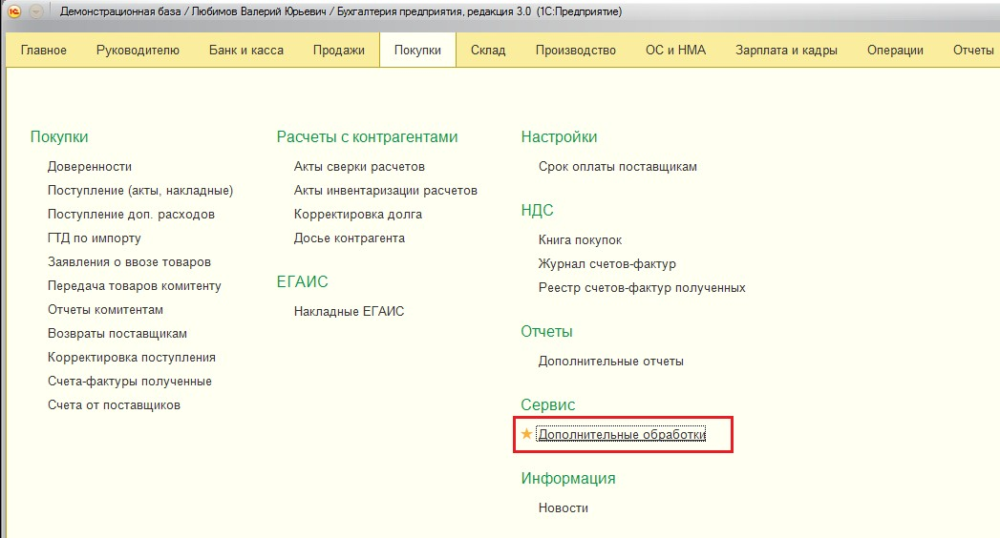 1С Демонстрационная база / Любимов Валерий Юрьевич / Бухгалтерия предприятия, редакция 3.0 (1С:Предприятие)
Главное Руководителю Банк и касса Продажи Покупки Склад Производство ОС и НМА Зарплата и кадры Операции Отчеты
Покупки
Доверенности
Поступление (акты, накладные)
Поступление доп. расходов
ГТД по импорту
Заявления о ввозе товаров
Передача товаров комитенту
Отчеты комитентам
Возвраты поставщикам
Корректировка поступления
Счета-фактуры полученные
Счета от поставщиков
Расчеты с контрагентами
Акты сверки расчетов
Акты инвентаризации расчетов
Корректировка долга
Досье контрагента
ЕГАИС
Накладные ЕГАИС
Настройки
Срок оплаты поставщикам
НДС
Книга покупок
Журнал счетов-фактур
Реестр счетов-фактур полученных
Отчеты
Дополнительные отчеты
Сервис
Дополнительные обработки
Информация
Новости